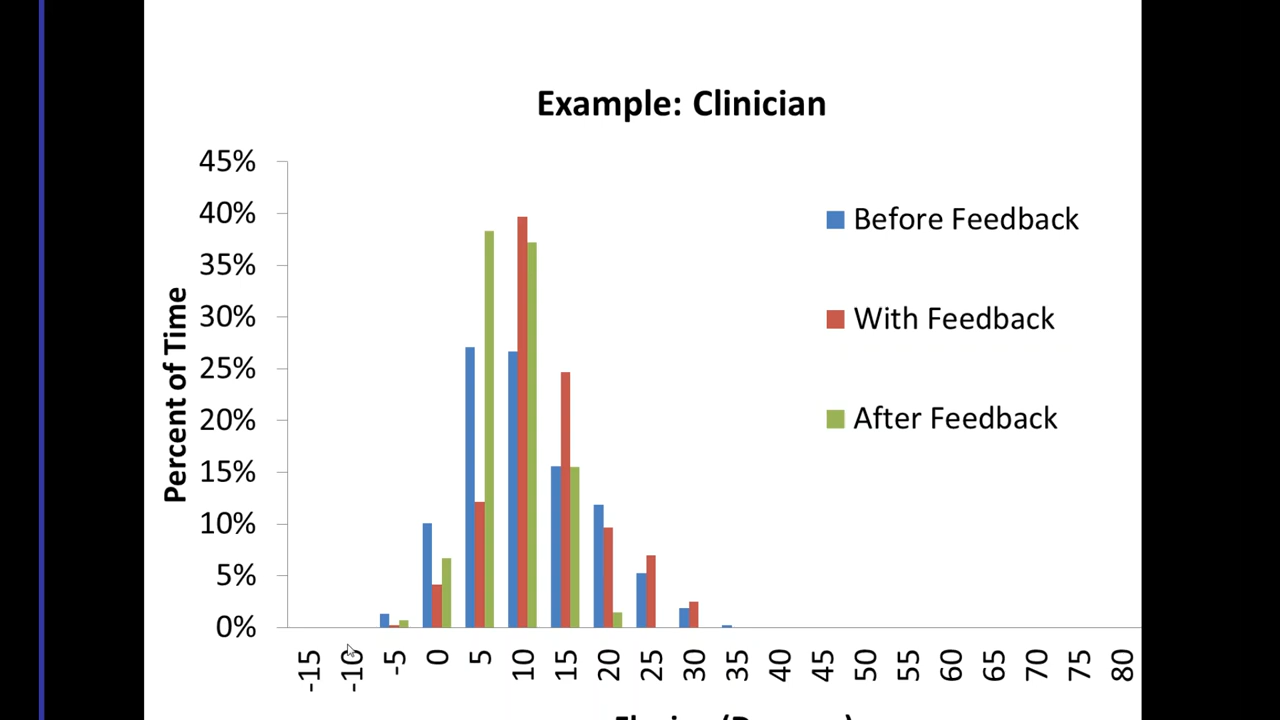 Example: Clinician
45%
40%
35%
30%
25%
20%
15%
10%
5%
0%
Percent of Time
Before Feedback
With Feedback
After Feedback
-15 -10 -5 0 5 10 15 20 25 30 35 40 45 50 55 60 65 70 75 80